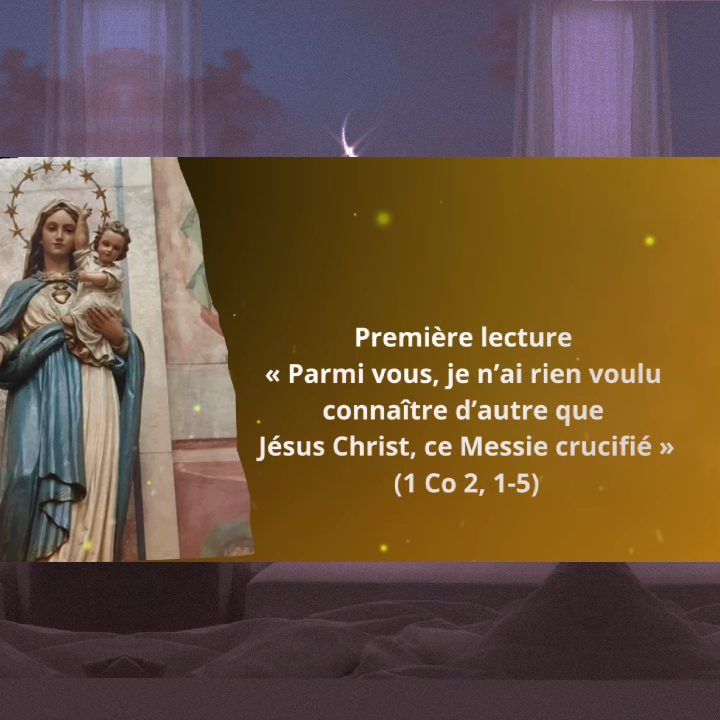 Première lecture
« Parmi vous, je n’ai rien voulu
connaître d’autre que
Jésus Christ, ce Messie crucifié »
(1 Co 2, 1-5)